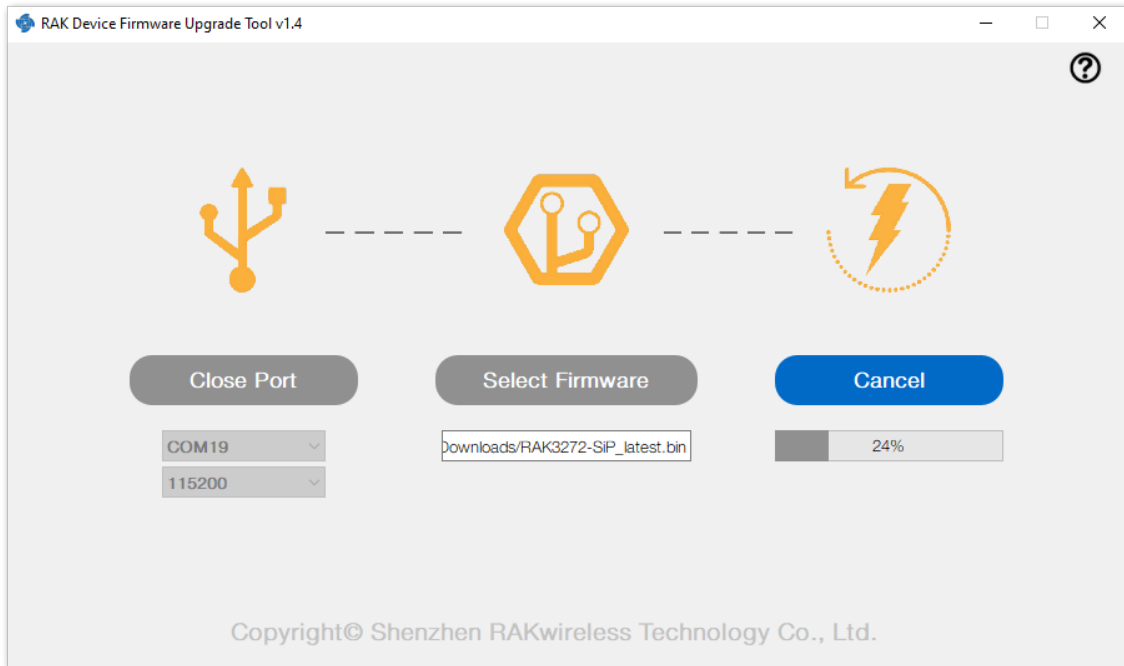 RAK Device Firmware Upgrade Tool v1.4
Close Port
Select Firmware
Cancel
COM19
Downloads/RAK3272-SiP_latest.bin
24%
115200
Copyright© Shenzhen RAKwireless Technology Co., Ltd.